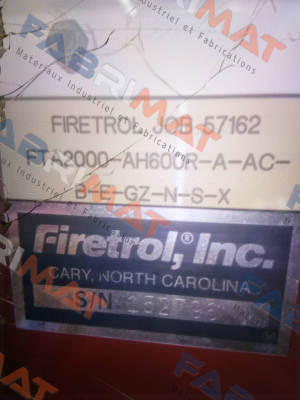 FIRETROL JOB 57162
FTA2000-AH600R-A-AC-
B-E-GZ-N-S-X
Firetrol,® Inc.
CARY, NORTH CAROLINA
S/N
FABRIMAT
Materiaux Industriel et Fabrications